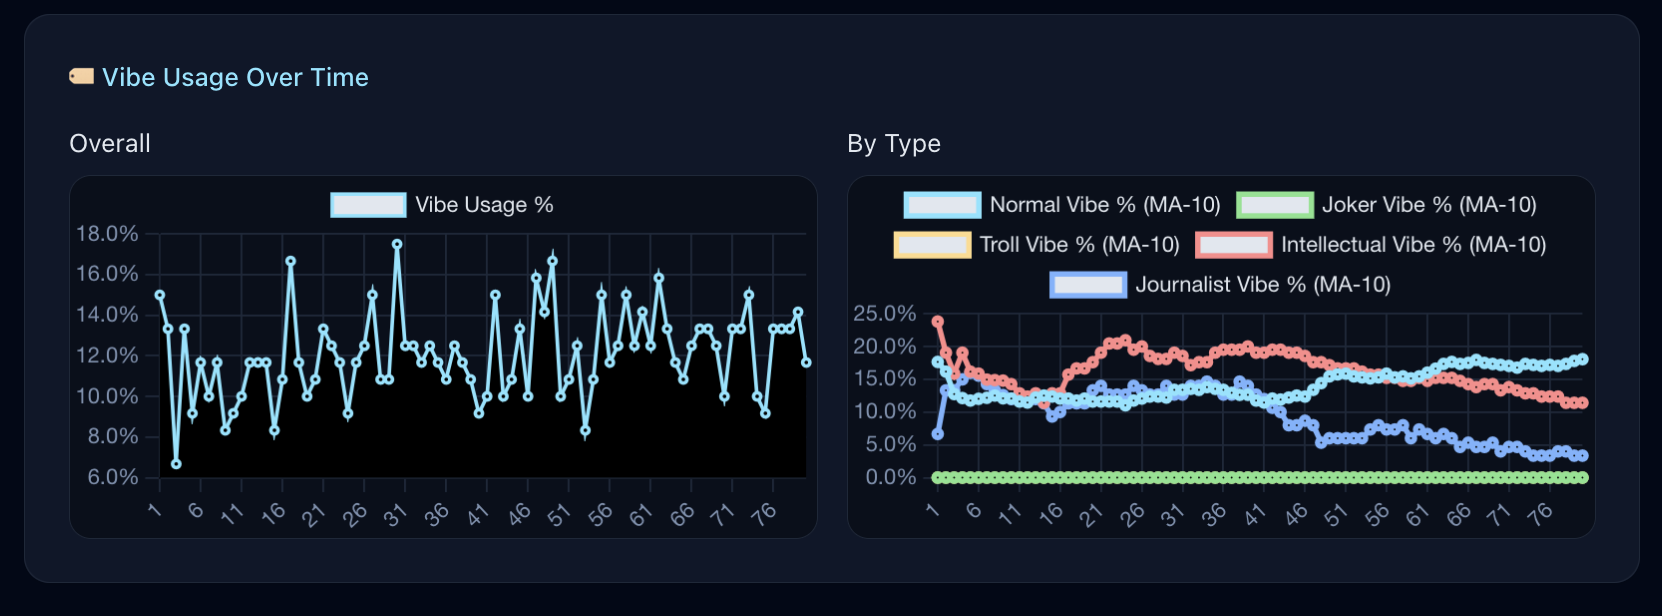 Vibe Usage Over Time
Overall
Vibe Usage %
18.0%
16.0%
14.0%
12.0%
10.0%
8.0%
6.0%
1 6 11 16 21 26 31 36 41 46 51 56 61 66 71 76
By Type
Normal Vibe % (MA-10) Joker Vibe % (MA-10)
Troll Vibe % (MA-10) Intellectual Vibe % (MA-10)
Journalist Vibe % (MA-10)
25.0%
20.0%
15.0%
10.0%
5.0%
0.0%
1 6 11 16 21 26 31 36 41 46 51 56 61 66 71 76